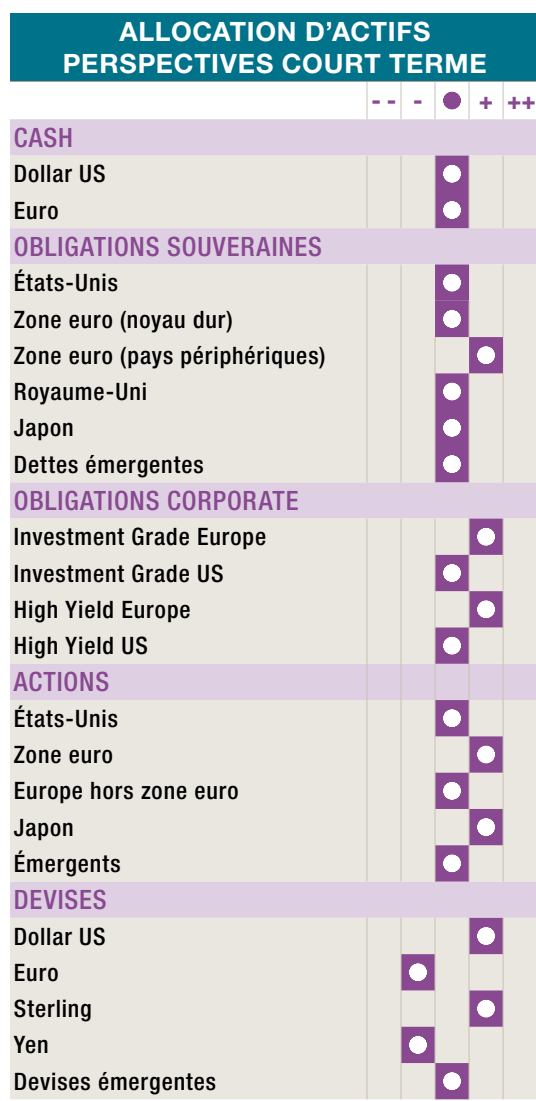 ALLOCATION D’ACTIFS
PERSPECTIVES COURT TERME
-- - + ++
CASH
Dollar US
Euro
OBLIGATIONS SOUVERAINES
États-Unis
Zone euro (noyau dur)
Zone euro (pays périphériques)
Royaume-Uni
Japon
Dettes émergentes
OBLIGATIONS CORPORATE
Investment Grade Europe
Investment Grade US
High Yield Europe
High Yield US
ACTIONS
États-Unis
Zone euro
Europe hors zone euro
Japon
Émergents
DEVISES
Dollar US
Euro
Sterling
Yen
Devises émergentes